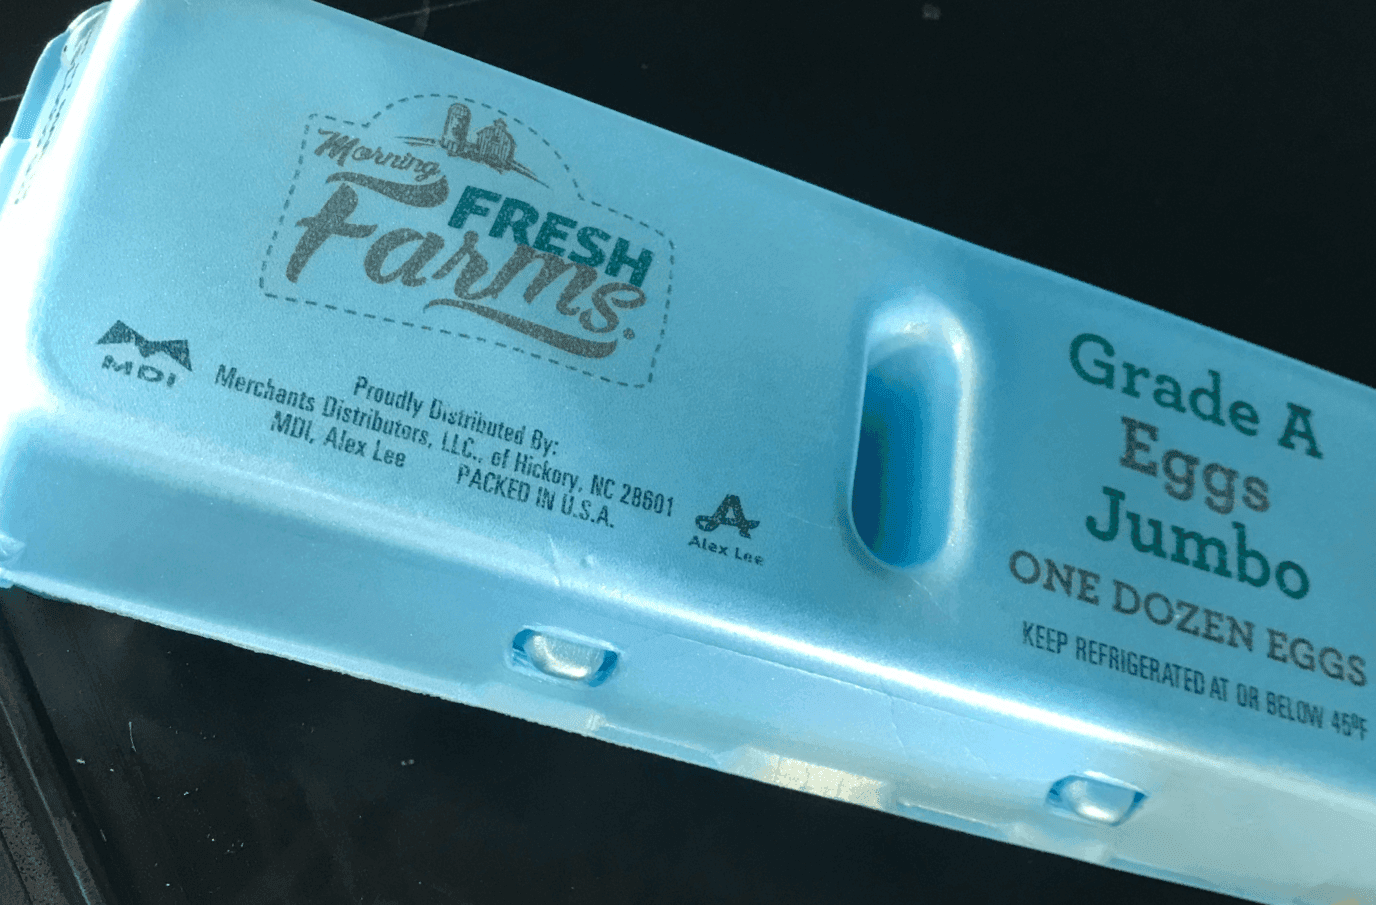 Morning
FRESH
Farms.
MDI
Proudly Distributed By:
Merchants Distributors, LLC., of Hickory, NC 28601
MDI, Alex Lee PACKED IN U.S.A.
Alex Lee
Grade A
Eggs
Jumbo
ONE DOZEN EGGS
KEEP REFRIGERATED AT OR BELOW 45ºF